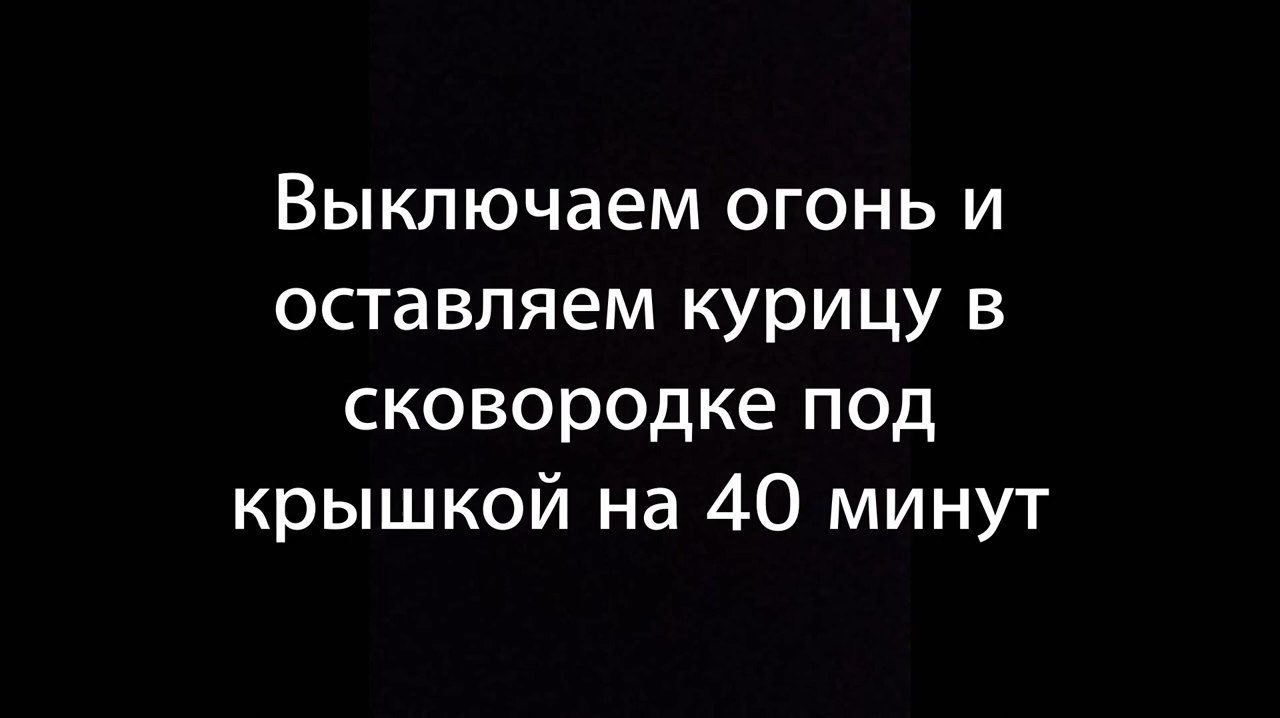 Выключаем огонь и
оставляем курицу в
сковородке под
крышкой на 40 минут